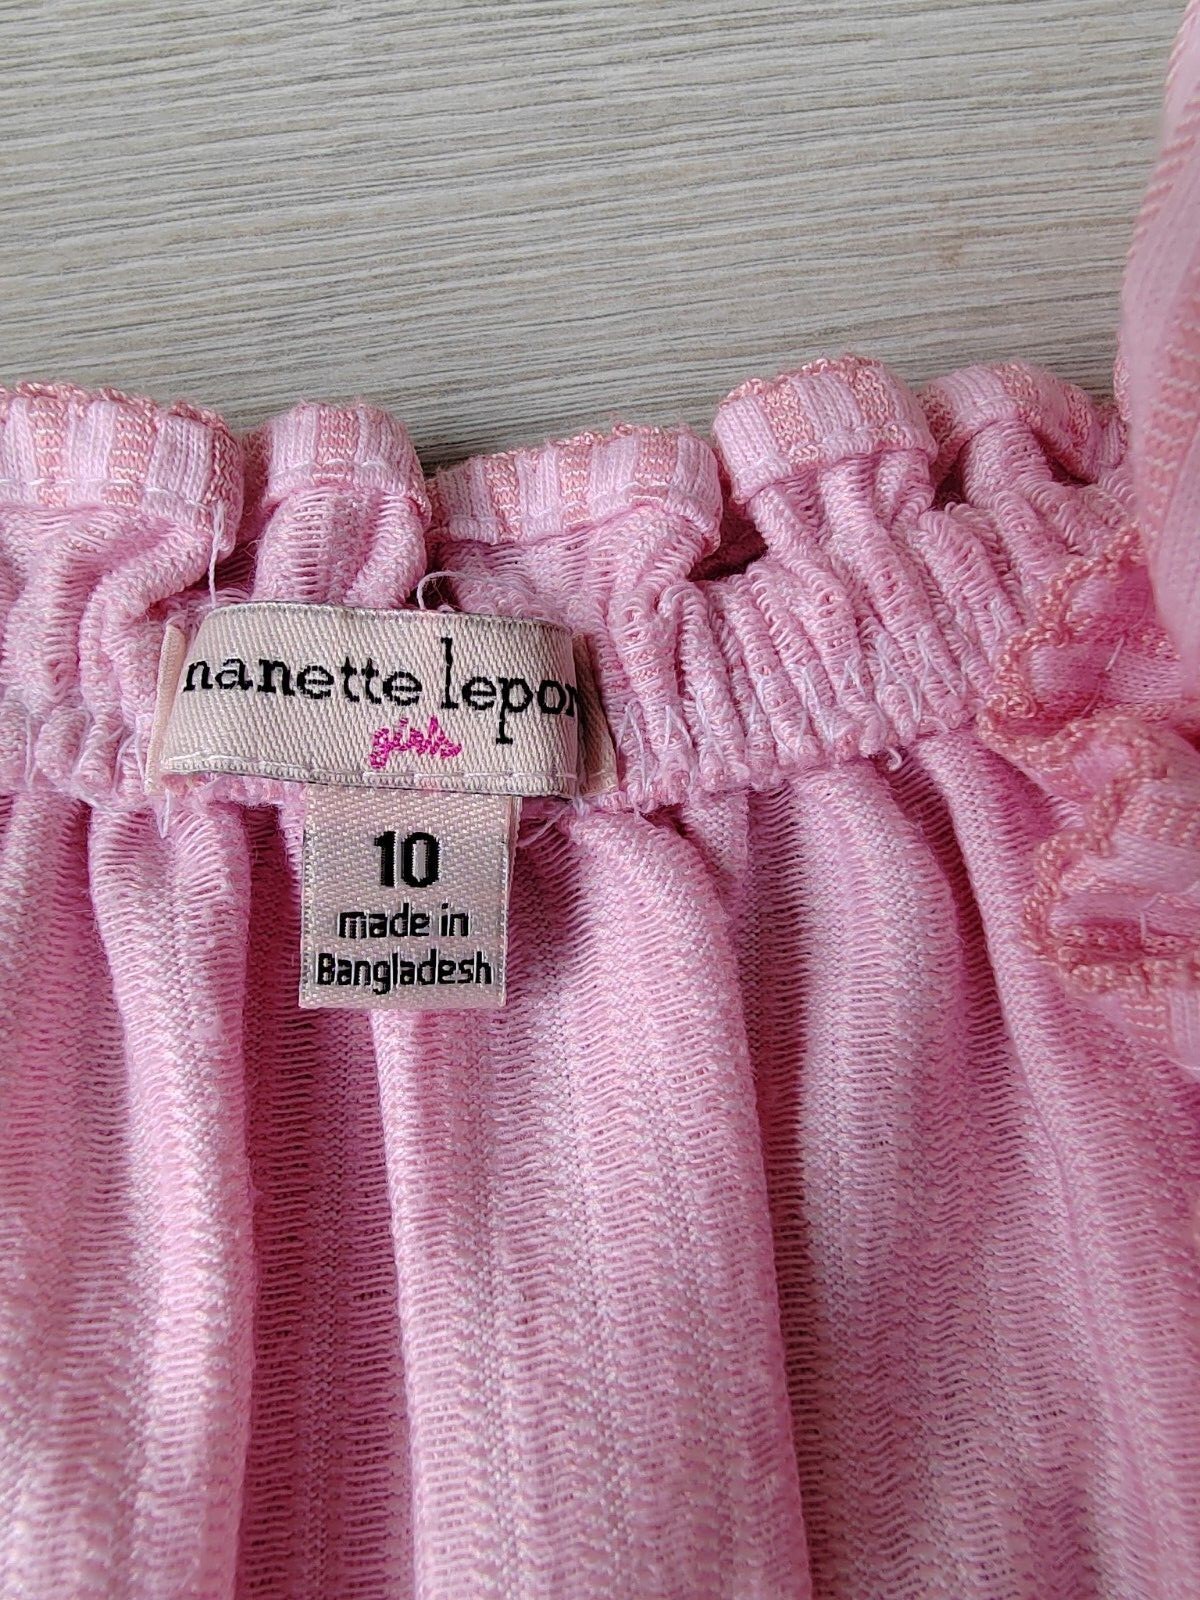 nanette lepor
girls
10
made in
Bangladesh